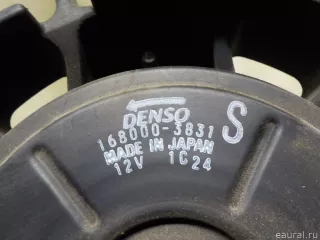 DENSO
168000-3831
MADE IN JAPAN
12V 1C24
S
eaural.ru